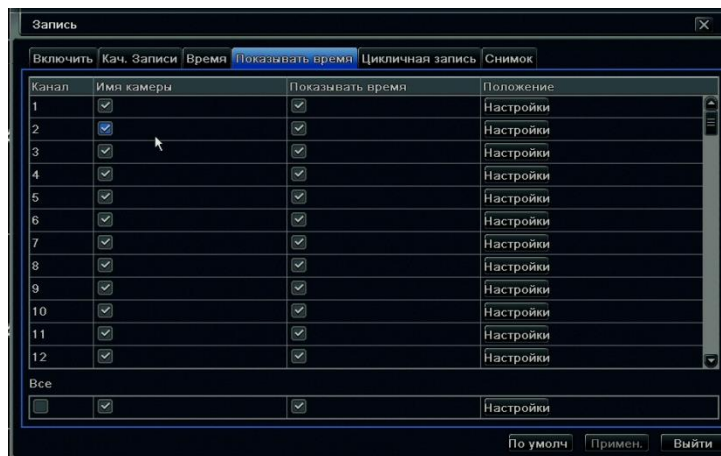 Запись
Включить Кач. Записи Время Показывать время Цикличная запись Снимок
Канал Имя камеры Показывать время Положение
1 Настройки
2 Настройки
3 Настройки
4 Настройки
5 Настройки
6 Настройки
7 Настройки
8 Настройки
9 Настройки
10 Настройки
11 Настройки
12 Настройки
Все
Настройки
По умолч Примен. Выйти